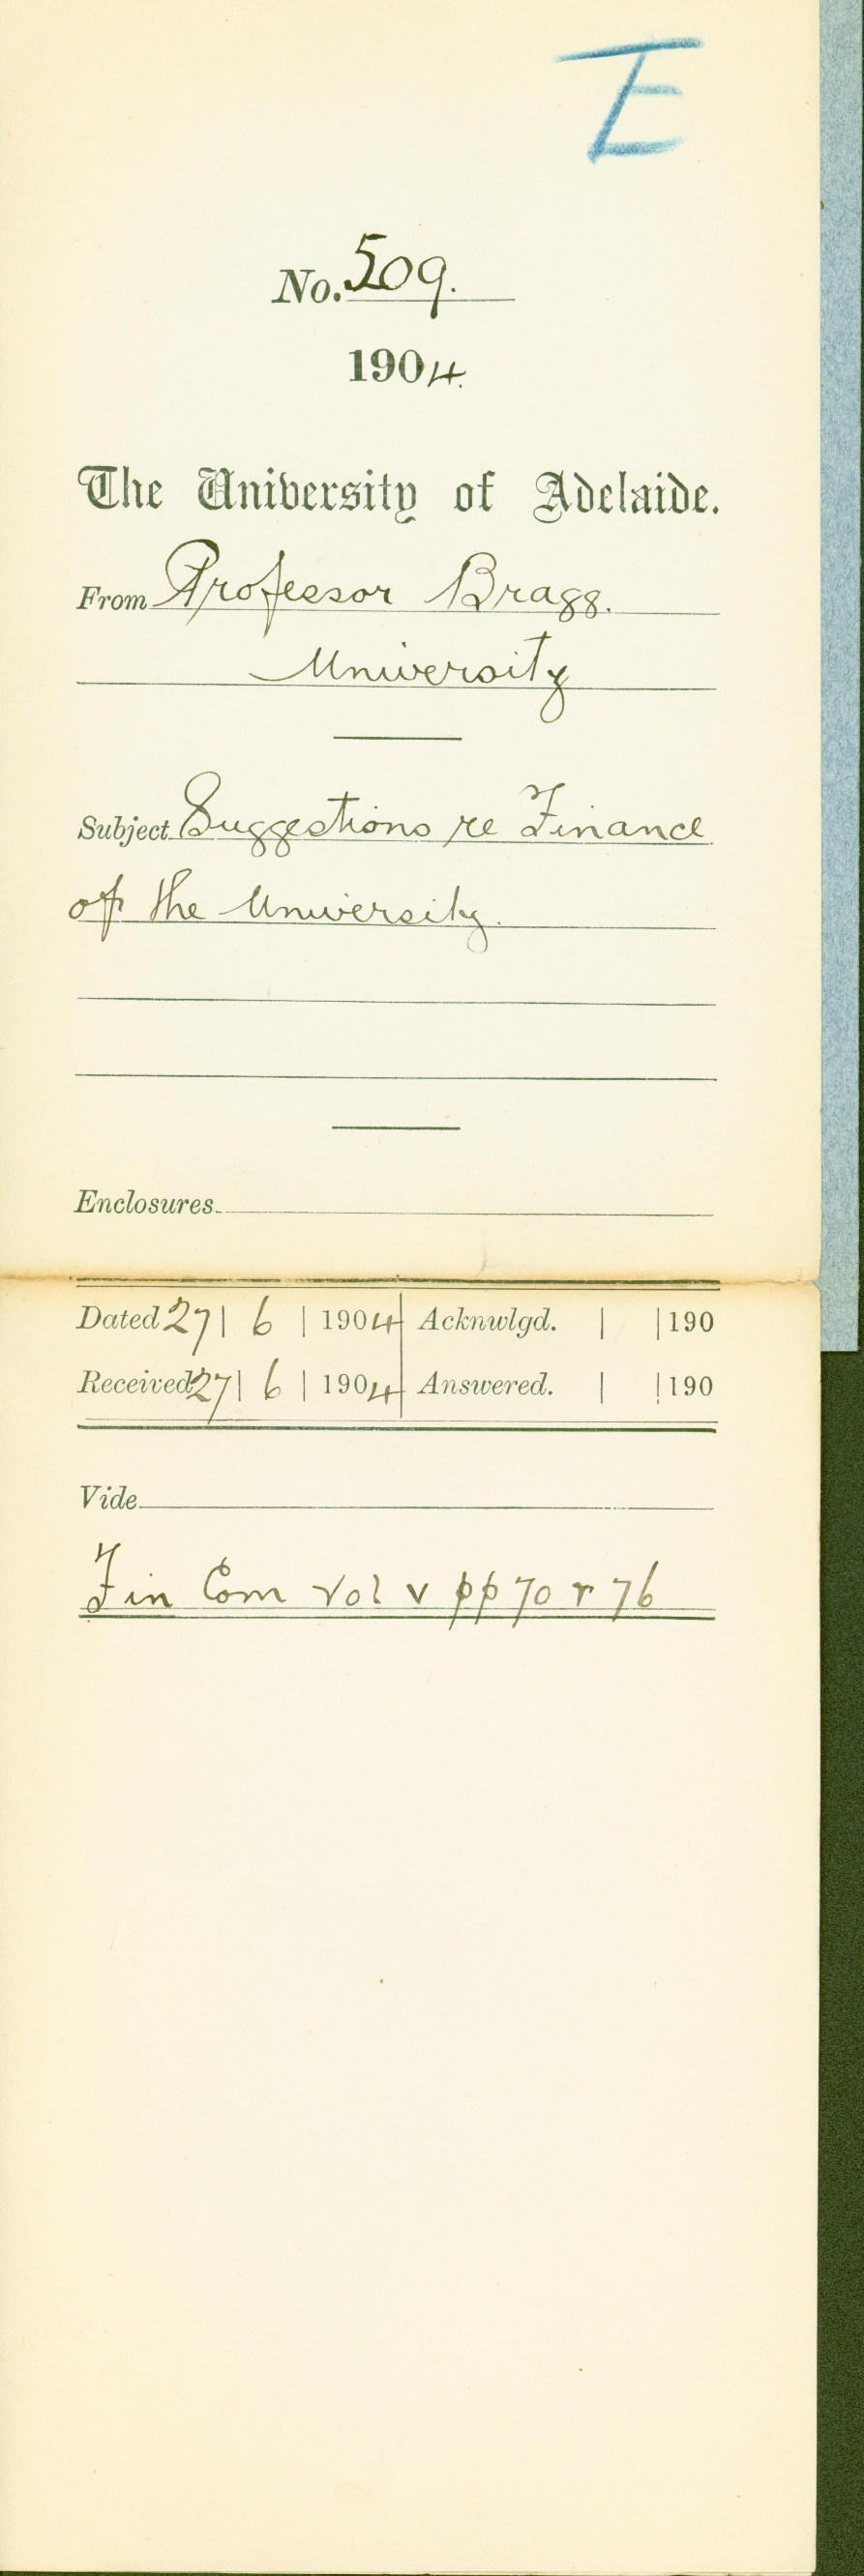 E
No. 509.
1904.
The University of Adelaide.
From Professor Bragg.
University
Subject Suggestions re Finance
of the University.
Enclosures
Dated 27 | 6 | 1904 Acknwlgd. | | 190
Received 27 | 6 | 1904 Answered. | | 190
Vide
Fin Com Vol v pp 70 + 76